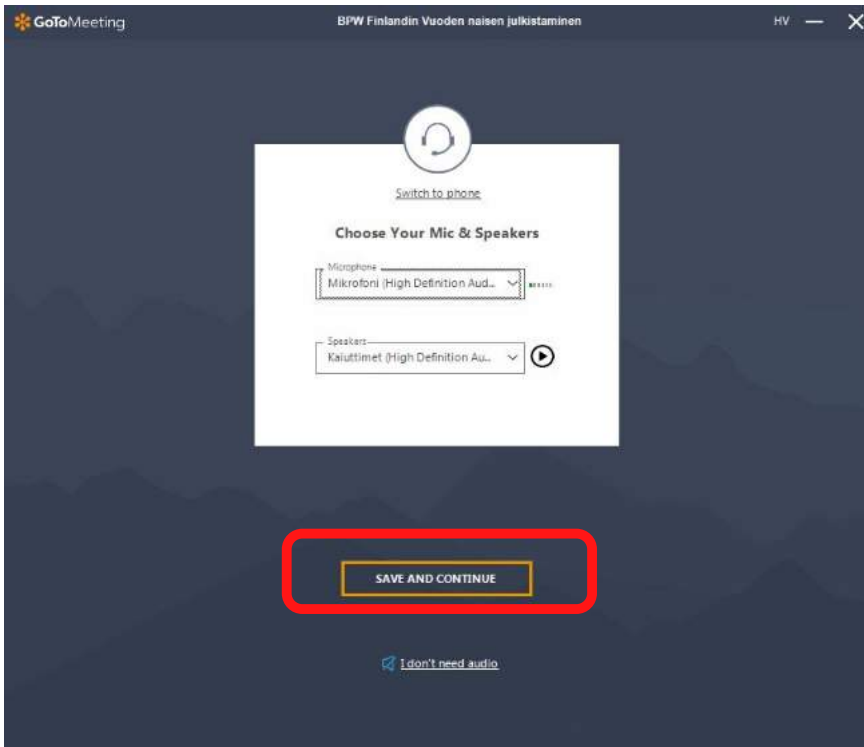 GoToMeeting
BPW Finlandin Vuoden naisen julkistaminen
HV
Switch to phone
Choose Your Mic & Speakers
Microphone
Mikrofoni (High Definition Aud...
Speakers
Kaiuttimet (High Definition Au...
SAVE AND CONTINUE
I don't need audio